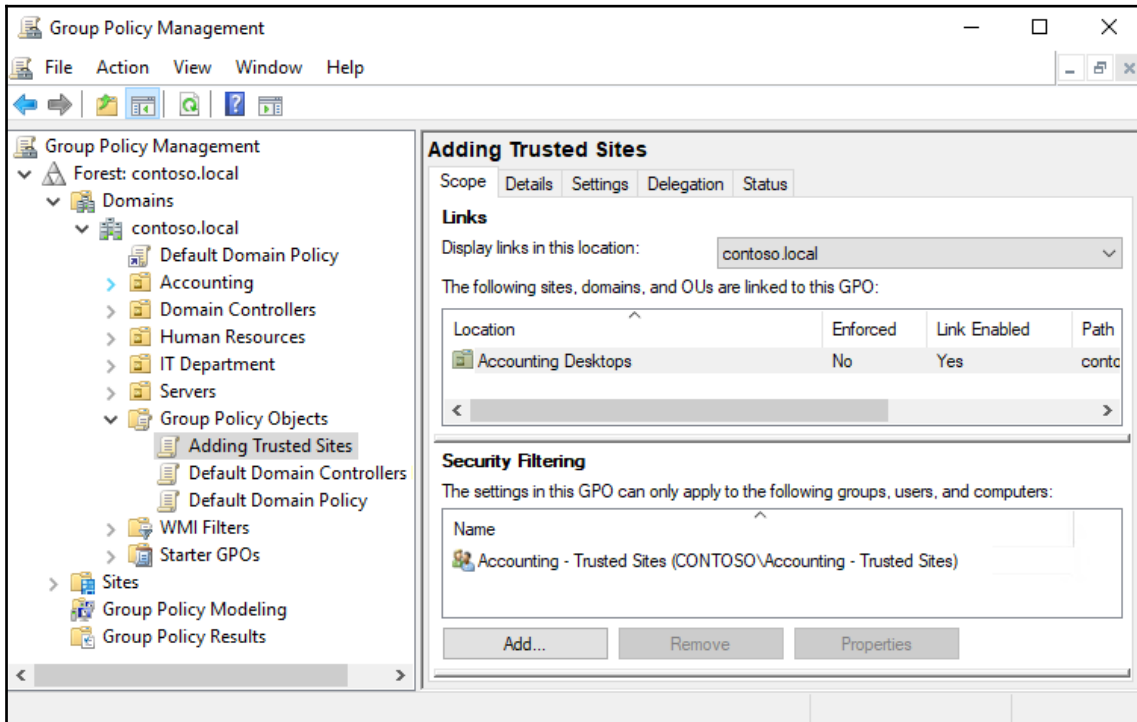 Group Policy Management
File Action View Window Help
Group Policy Management
Forest: contoso.local
Domains
contoso.local
Default Domain Policy
Accounting
Domain Controllers
Human Resources
IT Department
Servers
Group Policy Objects
Adding Trusted Sites
Default Domain Controllers
Default Domain Policy
WMI Filters
Starter GPOs
Sites
Group Policy Modeling
Group Policy Results
Adding Trusted Sites
Scope Details Settings Delegation Status
Links
Display links in this location: contoso.local
The following sites, domains, and OUs are linked to this GPO:
Location Enforced Link Enabled Path
Accounting Desktops No Yes contc
Security Filtering
The settings in this GPO can only apply to the following groups, users, and computers:
Name
Accounting - Trusted Sites (CONTOSO\Accounting - Trusted Sites)
Add... Remove Properties